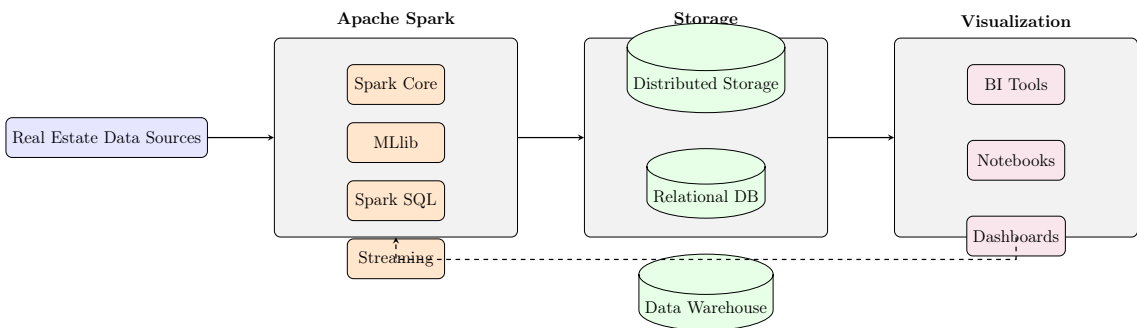 Real Estate Data Sources
Apache Spark
Spark Core
MLlib
Spark SQL
Streaming
Storage
Distributed Storage
Relational DB
Data Warehouse
Visualization
BI Tools
Notebooks
Dashboards